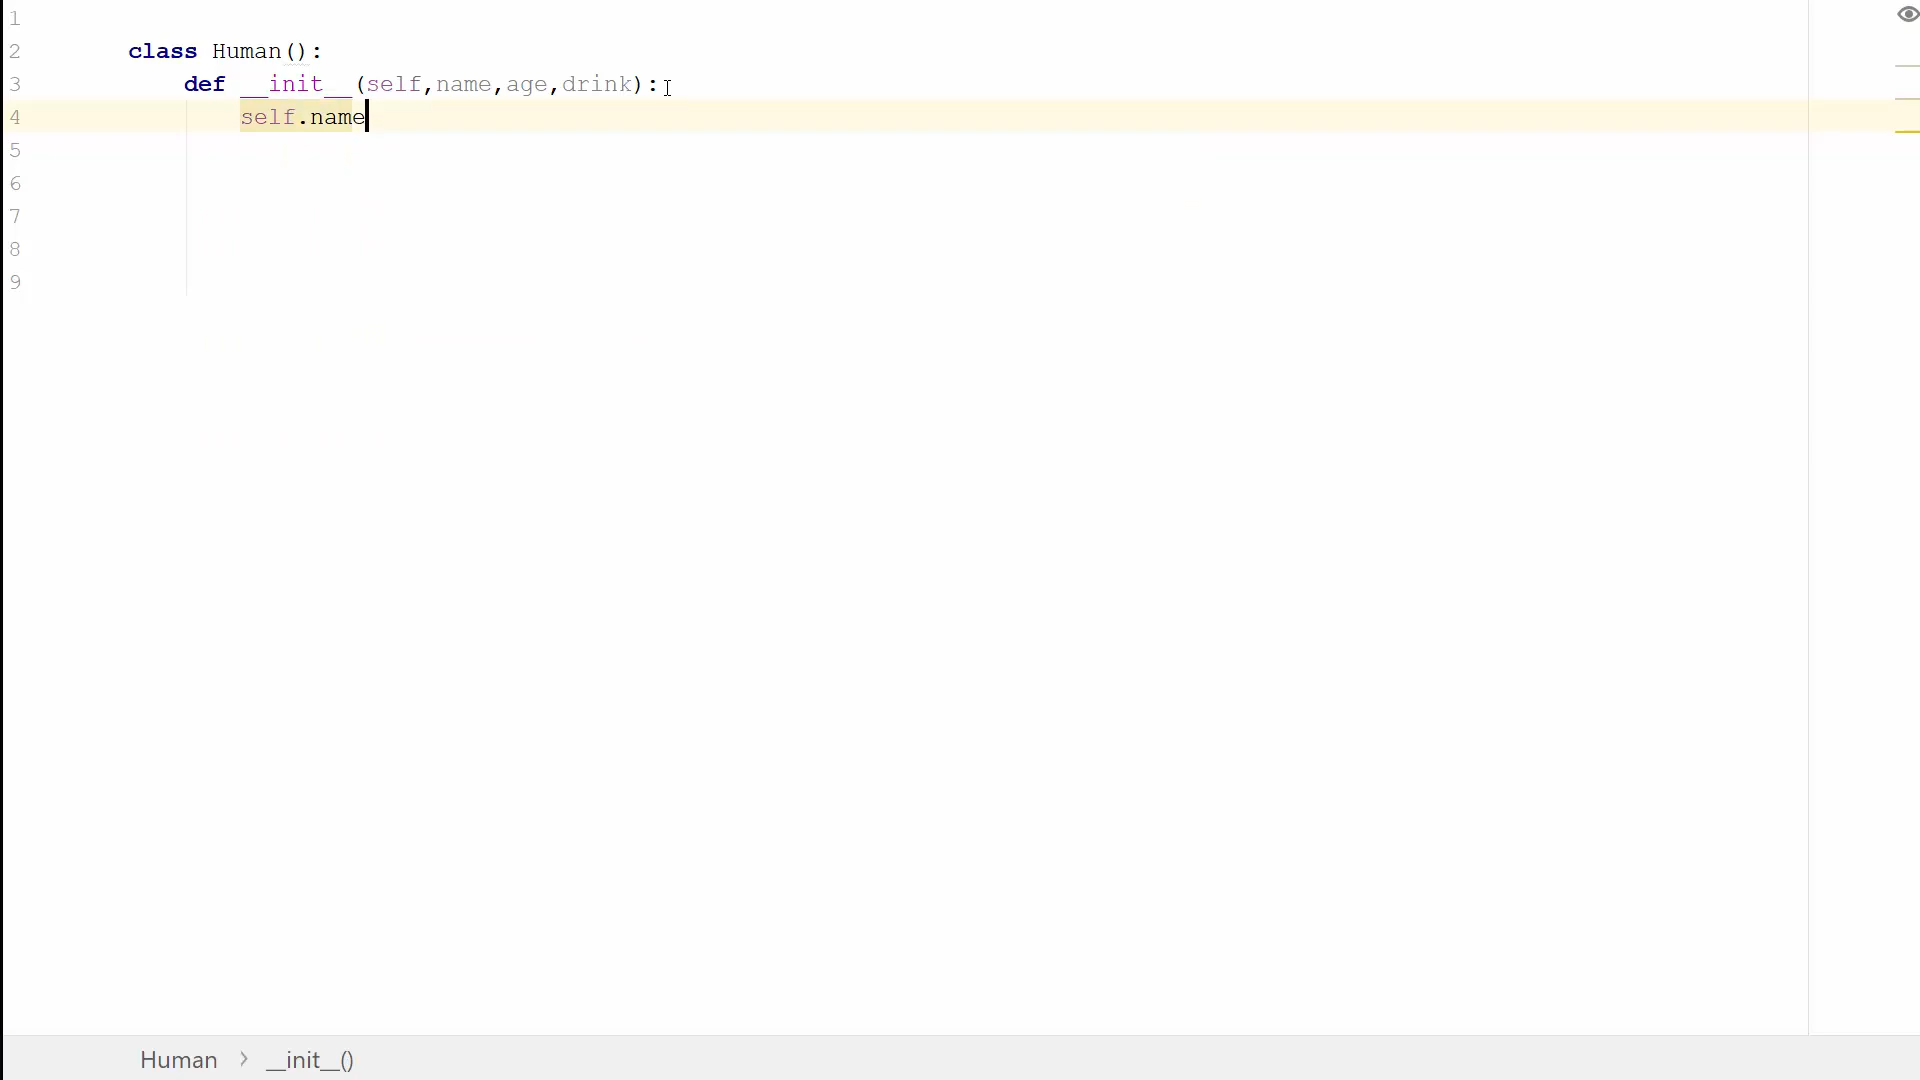 1
2 class Human():
3 def __init__(self,name,age,drink):
4 self.name
5
6
7
8
9
Human > __init__()